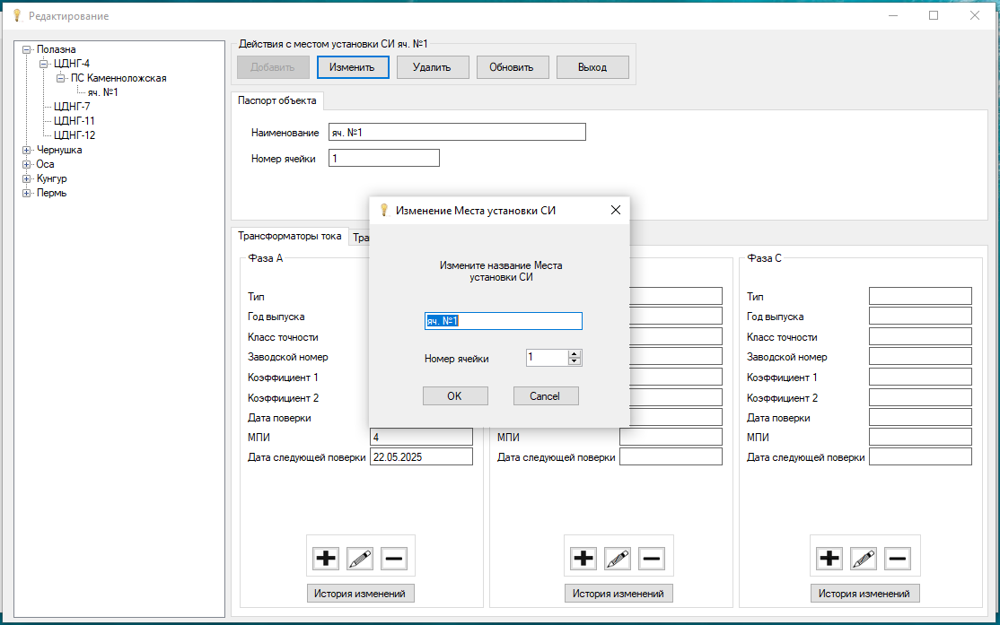 Редактирование
Полазна
ЦДНГ-4
ПС Каменноложская
яч. №1
ЦДНГ-7
ЦДНГ-11
ЦДНГ-12
Чернушка
Оса
Кунгур
Пермь
Действия с местом установки СИ яч. №1
Добавить Изменить Удалить Обновить Выход
Паспорт объекта
Наименование яч. №1
Номер ячейки 1
Изменение Места установки СИ
Измените название Места
установки СИ
яч. №1
Номер ячейки 1
OK Cancel
Трансформаторы тока Тра
Фаза А
Тип
Год выпуска
Класс точности
Заводской номер
Коэффициент 1
Коэффициент 2
Дата поверки
МПИ 4
Дата следующей поверки 22.05.2025
История изменений
МПИ
Дата следующей поверки
История изменений
Фаза С
Тип
Год выпуска
Класс точности
Заводской номер
Коэффициент 1
Коэффициент 2
Дата поверки
МПИ
Дата следующей поверки
История изменений